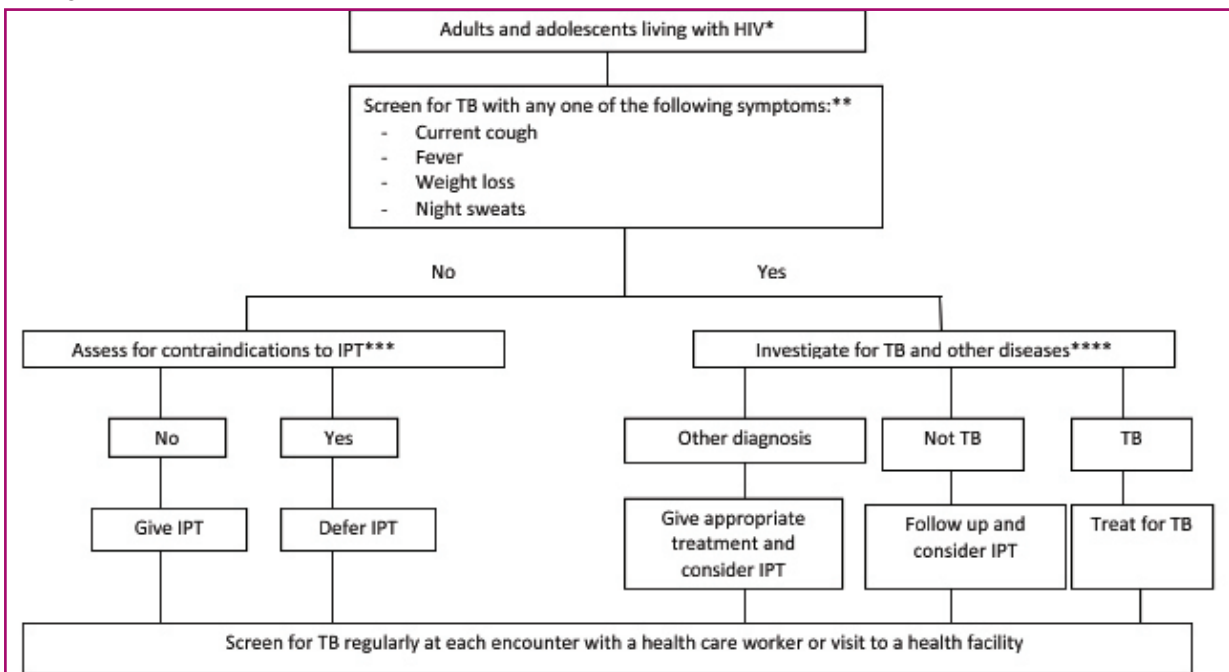 Adults and adolescents living with HIV*
Screen for TB with any one of the following symptoms:**
- Current cough
- Fever
- Weight loss
- Night sweats
No
Yes
Assess for contraindications to IPT***
Investigate for TB and other diseases****
No
Yes
Other diagnosis
Not TB
TB
Give IPT
Defer IPT
Give appropriate
treatment and
consider IPT
Follow up and
consider IPT
Treat for TB
Screen for TB regularly at each encounter with a health care worker or visit to a health facility